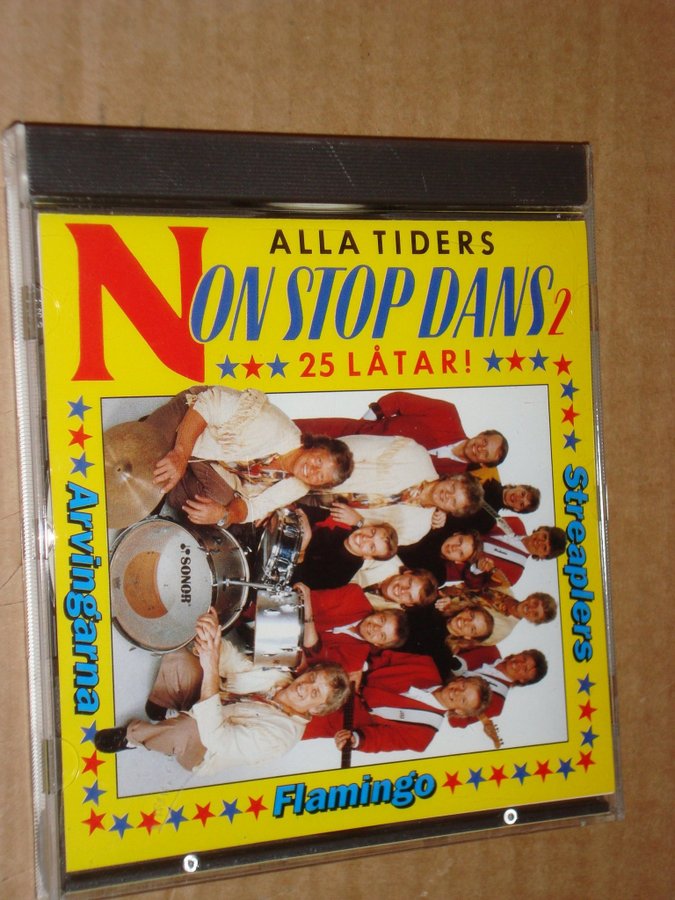 ALLA TIDERS
NON STOP DANS 2
25 LÅTAR!
Arvingarna
Streaplers
SONOR
Flamingo